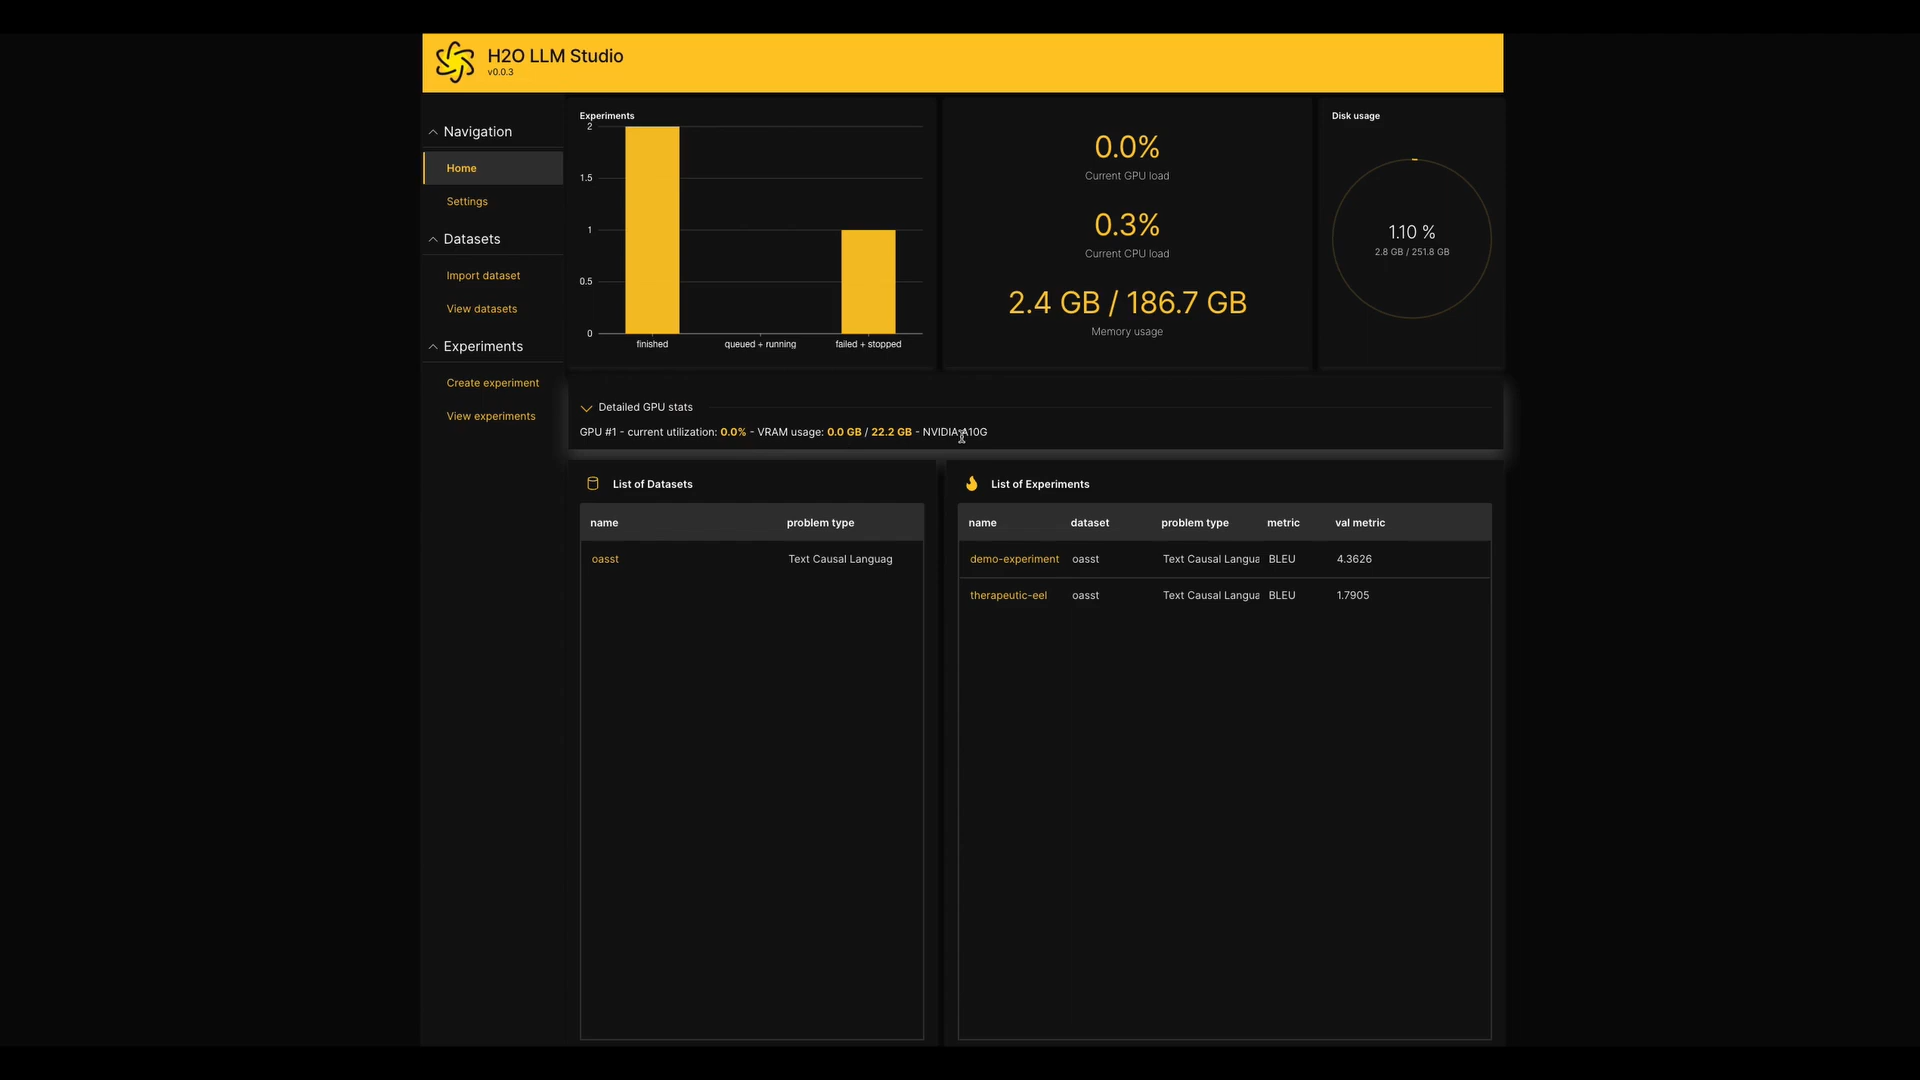 H2O LLM Studio
v0.0.3
Navigation
Home
Settings
Datasets
Import dataset
View datasets
Experiments
Create experiment
View experiments
Experiments
2
1.5
1
0.5
0
finished
queued + running
failed + stopped
0.0%
Current GPU load
0.3%
Current CPU load
2.4 GB / 186.7 GB
Memory usage
Disk usage
1.10 %
2.8 GB / 251.8 GB
Detailed GPU stats
GPU #1 - current utilization: 0.0% - VRAM usage: 0.0 GB / 22.2 GB - NVIDIA A10G
List of Datasets
name problem type
oasst Text Causal Languag
List of Experiments
name dataset problem type metric val metric
demo-experiment oasst Text Causal Langua BLEU 4.3626
therapeutic-eel oasst Text Causal Langua BLEU 1.7905